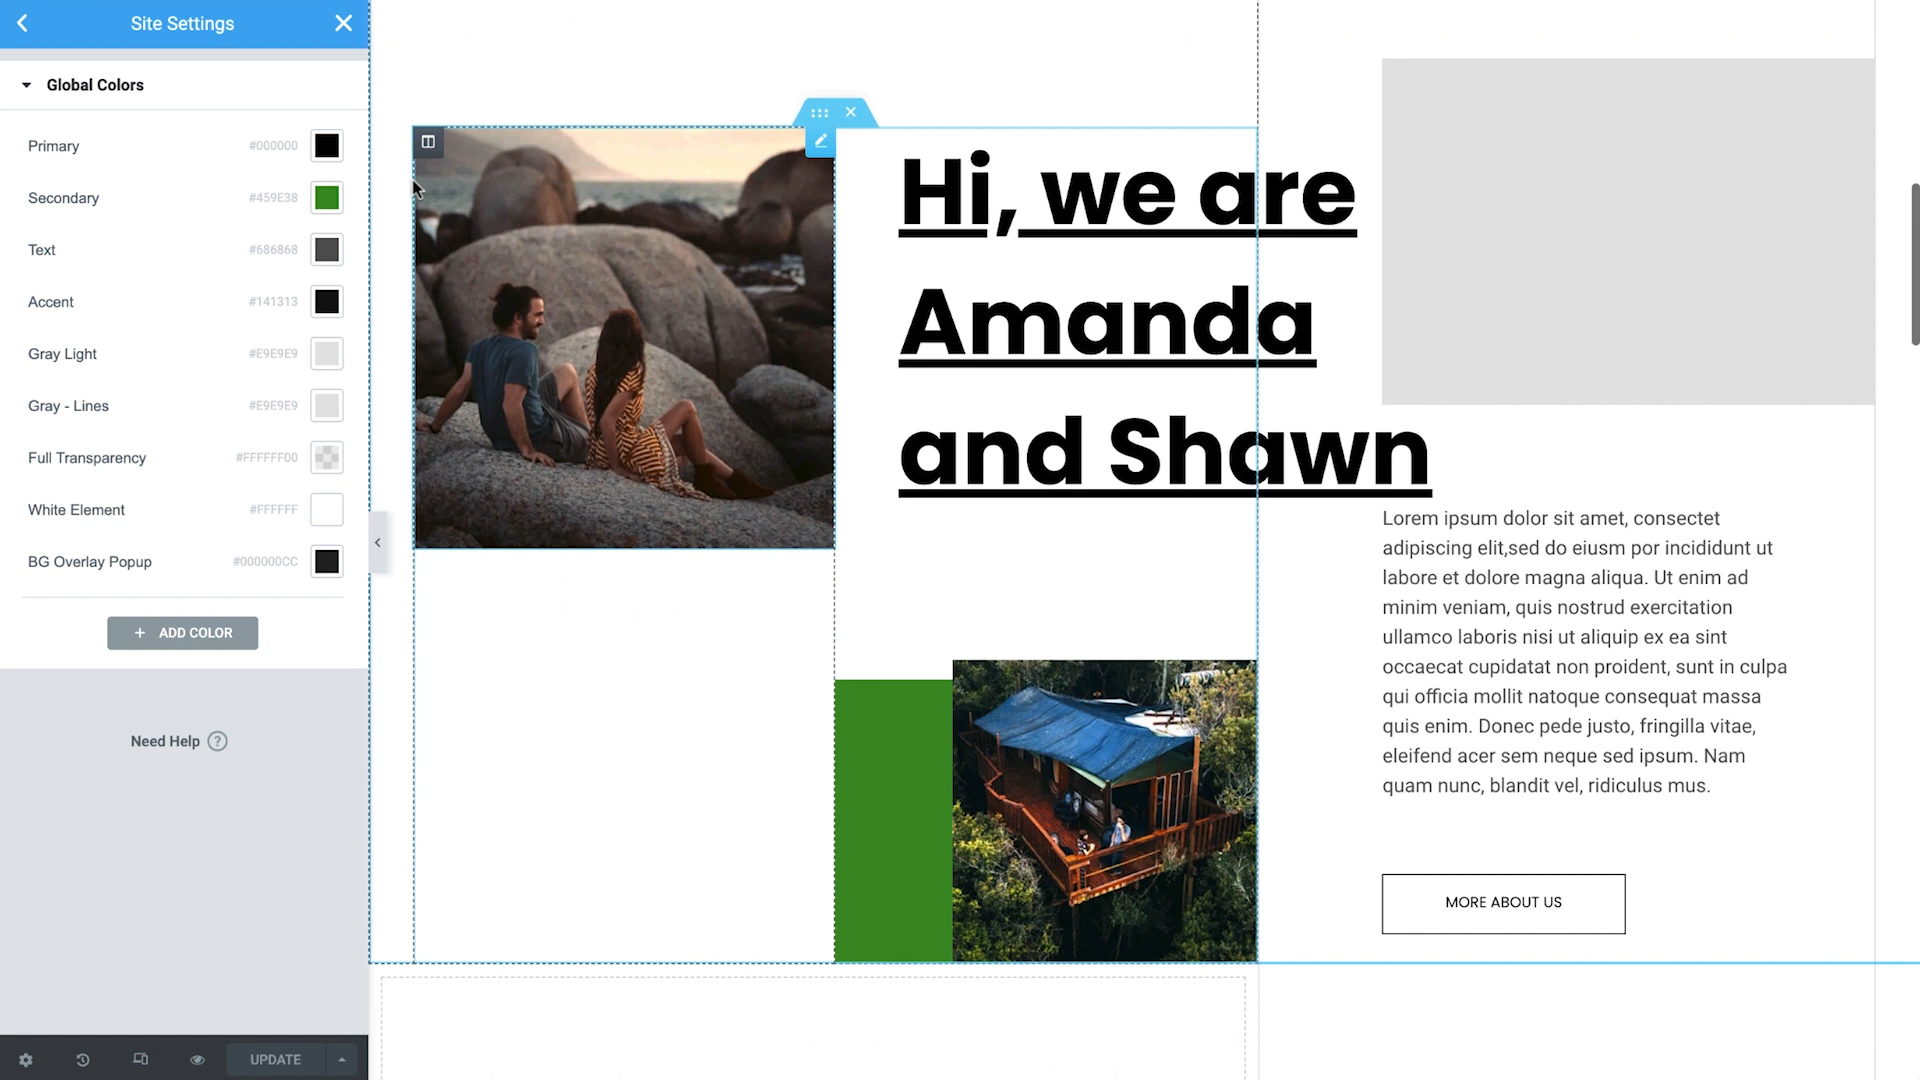 Site Settings
Global Colors
Primary #000000
Secondary #459E38
Text #686868
Accent #141313
Gray Light #E9E9E9
Gray - Lines #E9E9E9
Full Transparency #FFFFFF00
White Element #FFFFFF
BG Overlay Popup #000000CC
+ ADD COLOR
Need Help ?
UPDATE
Hi, we are
Amanda
and Shawn
Lorem ipsum dolor sit amet, consectet
adipiscing elit,sed do eiusm por incididunt ut
labore et dolore magna aliqua. Ut enim ad
minim veniam, quis nostrud exercitation
ullamco laboris nisi ut aliquip ex ea sint
occaecat cupidatat non proident, sunt in culpa
qui officia mollit natoque consequat massa
quis enim. Donec pede justo, fringilla vitae,
eleifend acer sem neque sed ipsum. Nam
quam nunc, blandit vel, ridiculus mus.
MORE ABOUT US